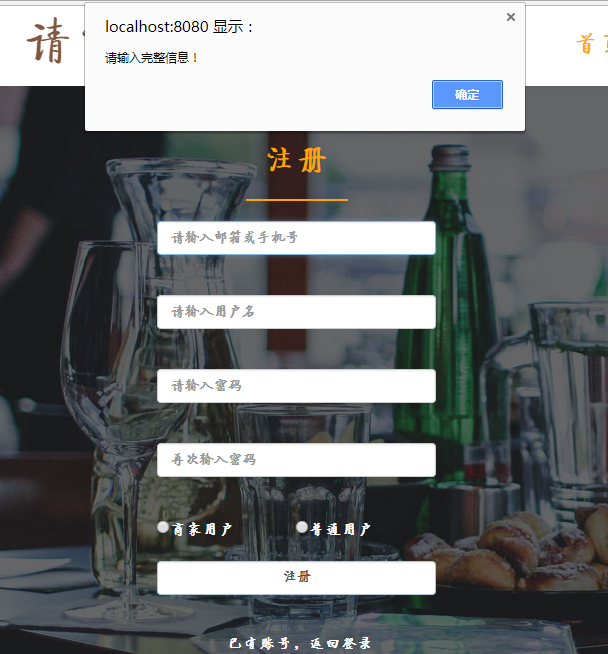 localhost:8080 显示：
请输入完整信息！
确定
请
首页
注册
请输入邮箱或手机号
请输入用户名
请输入密码
再次输入密码
商家用户 普通用户
注册
已有账号，返回登录